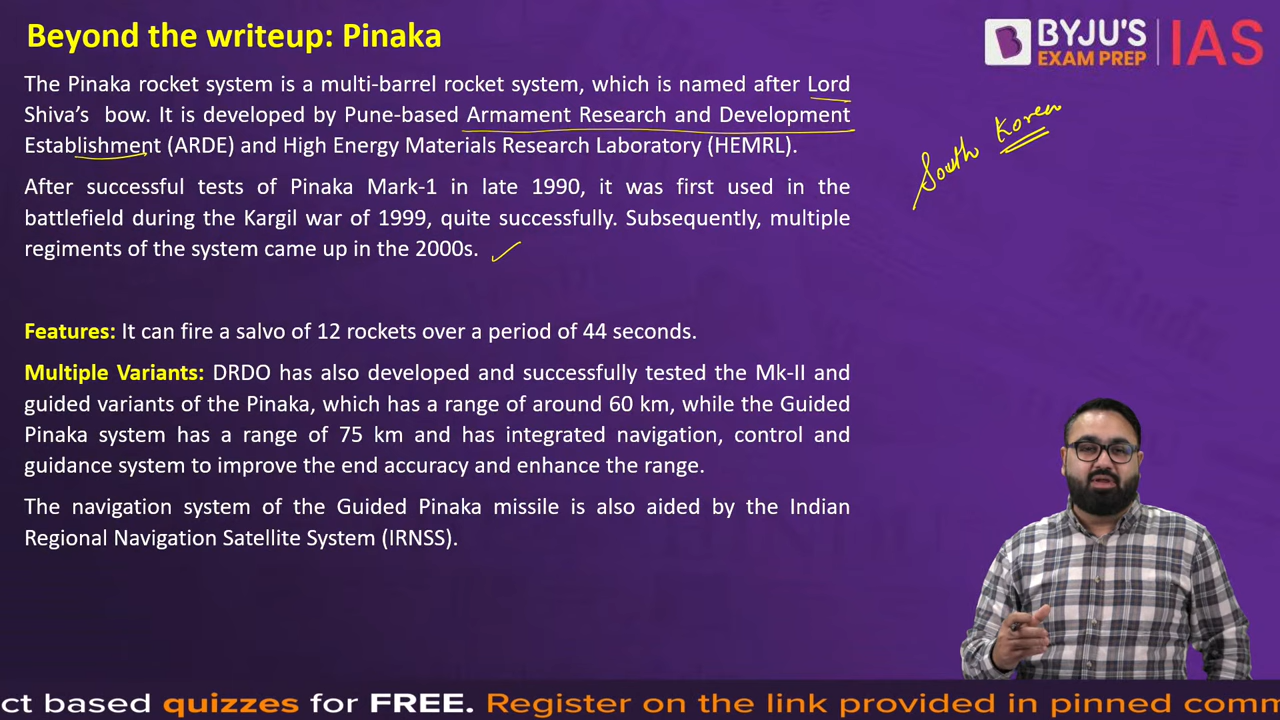 Beyond the writeup: Pinaka
BYJU'S
EXAM PREP
IAS
The Pinaka rocket system is a multi-barrel rocket system, which is named after Lord
Shiva's bow. It is developed by Pune-based Armament Research and Development
Establishment (ARDE) and High Energy Materials Research Laboratory (HEMRL).
South Korea
After successful tests of Pinaka Mark-1 in late 1990, it was first used in the
battlefield during the Kargil war of 1999, quite successfully. Subsequently, multiple
regiments of the system came up in the 2000s.
Features: It can fire a salvo of 12 rockets over a period of 44 seconds.
Multiple Variants: DRDO has also developed and successfully tested the Mk-II and
guided variants of the Pinaka, which has a range of around 60 km, while the Guided
Pinaka system has a range of 75 km and has integrated navigation, control and
guidance system to improve the end accuracy and enhance the range.
The navigation system of the Guided Pinaka missile is also aided by the Indian
Regional Navigation Satellite System (IRNSS).
ct based quizzes for FREE. Register on the link provided in pinned comm